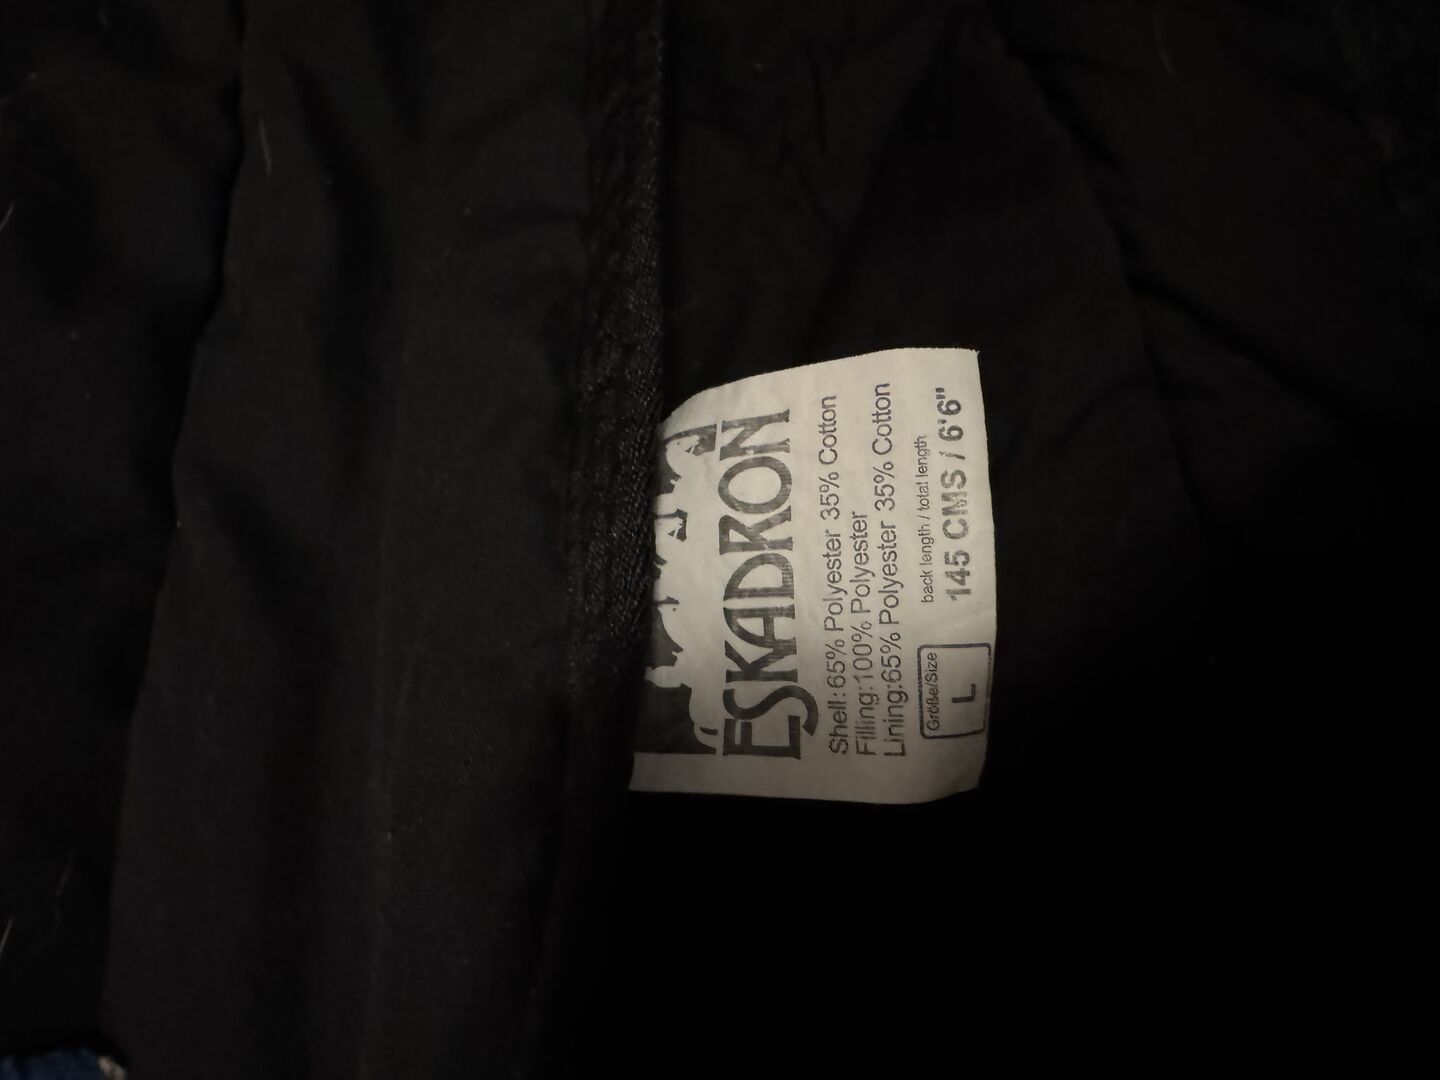 ESKADRON
Shell:65% Polyester 35% Cotton
Filling:100% Polyester
Lining:65% Polyester 35% Cotton
Größe/Size
L
back length / total length
145 CMS / 6'6"